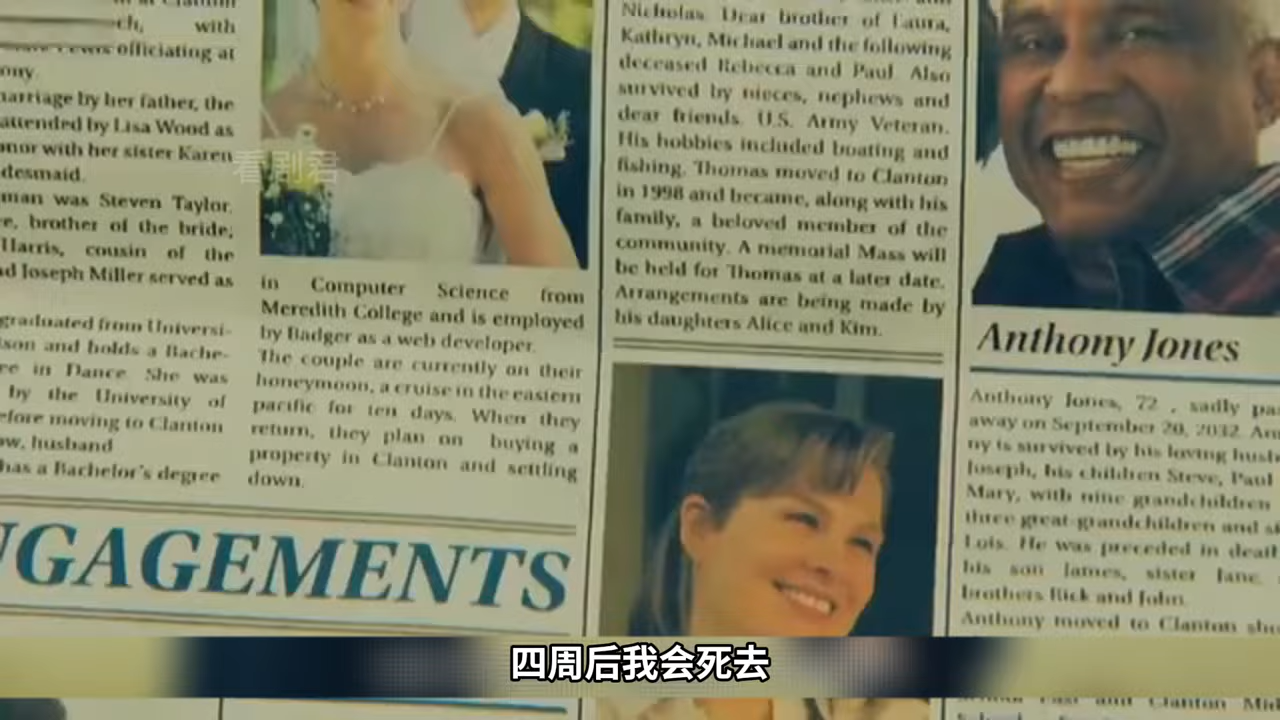 with
officiating at
marriage by her father, the
attended by Lisa Wood as
with her sister Karen
man was Steven Taylor,
brother of the bride;
Harris, cousin of the
Joseph Miller served as
graduated from Universi-
and holds a Bache-
in Dance. She was
by the University of
before moving to Clanton
husband
has a Bachelor's degree
看剧君
in Computer Science from
Meredith College and is employed
by Badger as a web developer.
The couple are currently on their
honeymoon, a cruise in the eastern
pacific for ten days. When they
return, they plan on buying a
property in Clanton and settling
down.
NGAGEMENTS
Nicholas. Dear brother of Laura,
Kathryn, Michael and the following
deceased Rebecca and Paul. Also
survived by nieces, nephews and
dear friends. U.S. Army Veteran.
His hobbies included boating and
fishing. Thomas moved to Clanton
in 1998 and became, along with his
family, a beloved member of the
community. A memorial Mass will
be held for Thomas at a later date.
Arrangements are being made by
his daughters Alice and Kim.
Anthony Jones
Anthony Jones, 72 , sadly pa
away on September 20, 2032. An
ny is survived by his loving husb
Joseph, his children Steve, Paul
Mary, with nine grandchildren
three great-grandchildren and
Lois. He was preceded in death
his son James, sister Jane
brothers Rick and John.
Anthony moved to Clanton
四周后我会死去
and Clanton